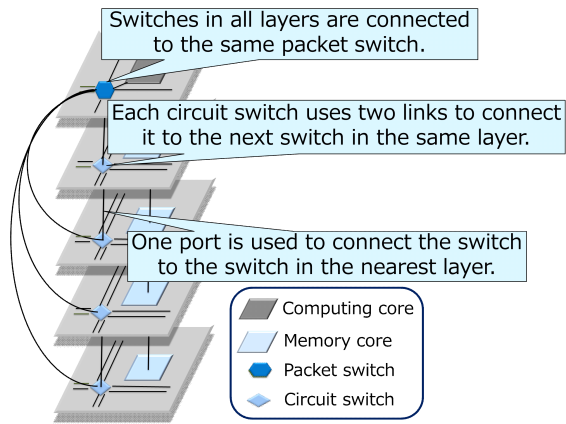 Switches in all layers are connected
to the same packet switch.
Each circuit switch uses two links to connect
it to the next switch in the same layer.
One port is used to connect the switch
to the switch in the nearest layer.
Computing core
Memory core
Packet switch
Circuit switch